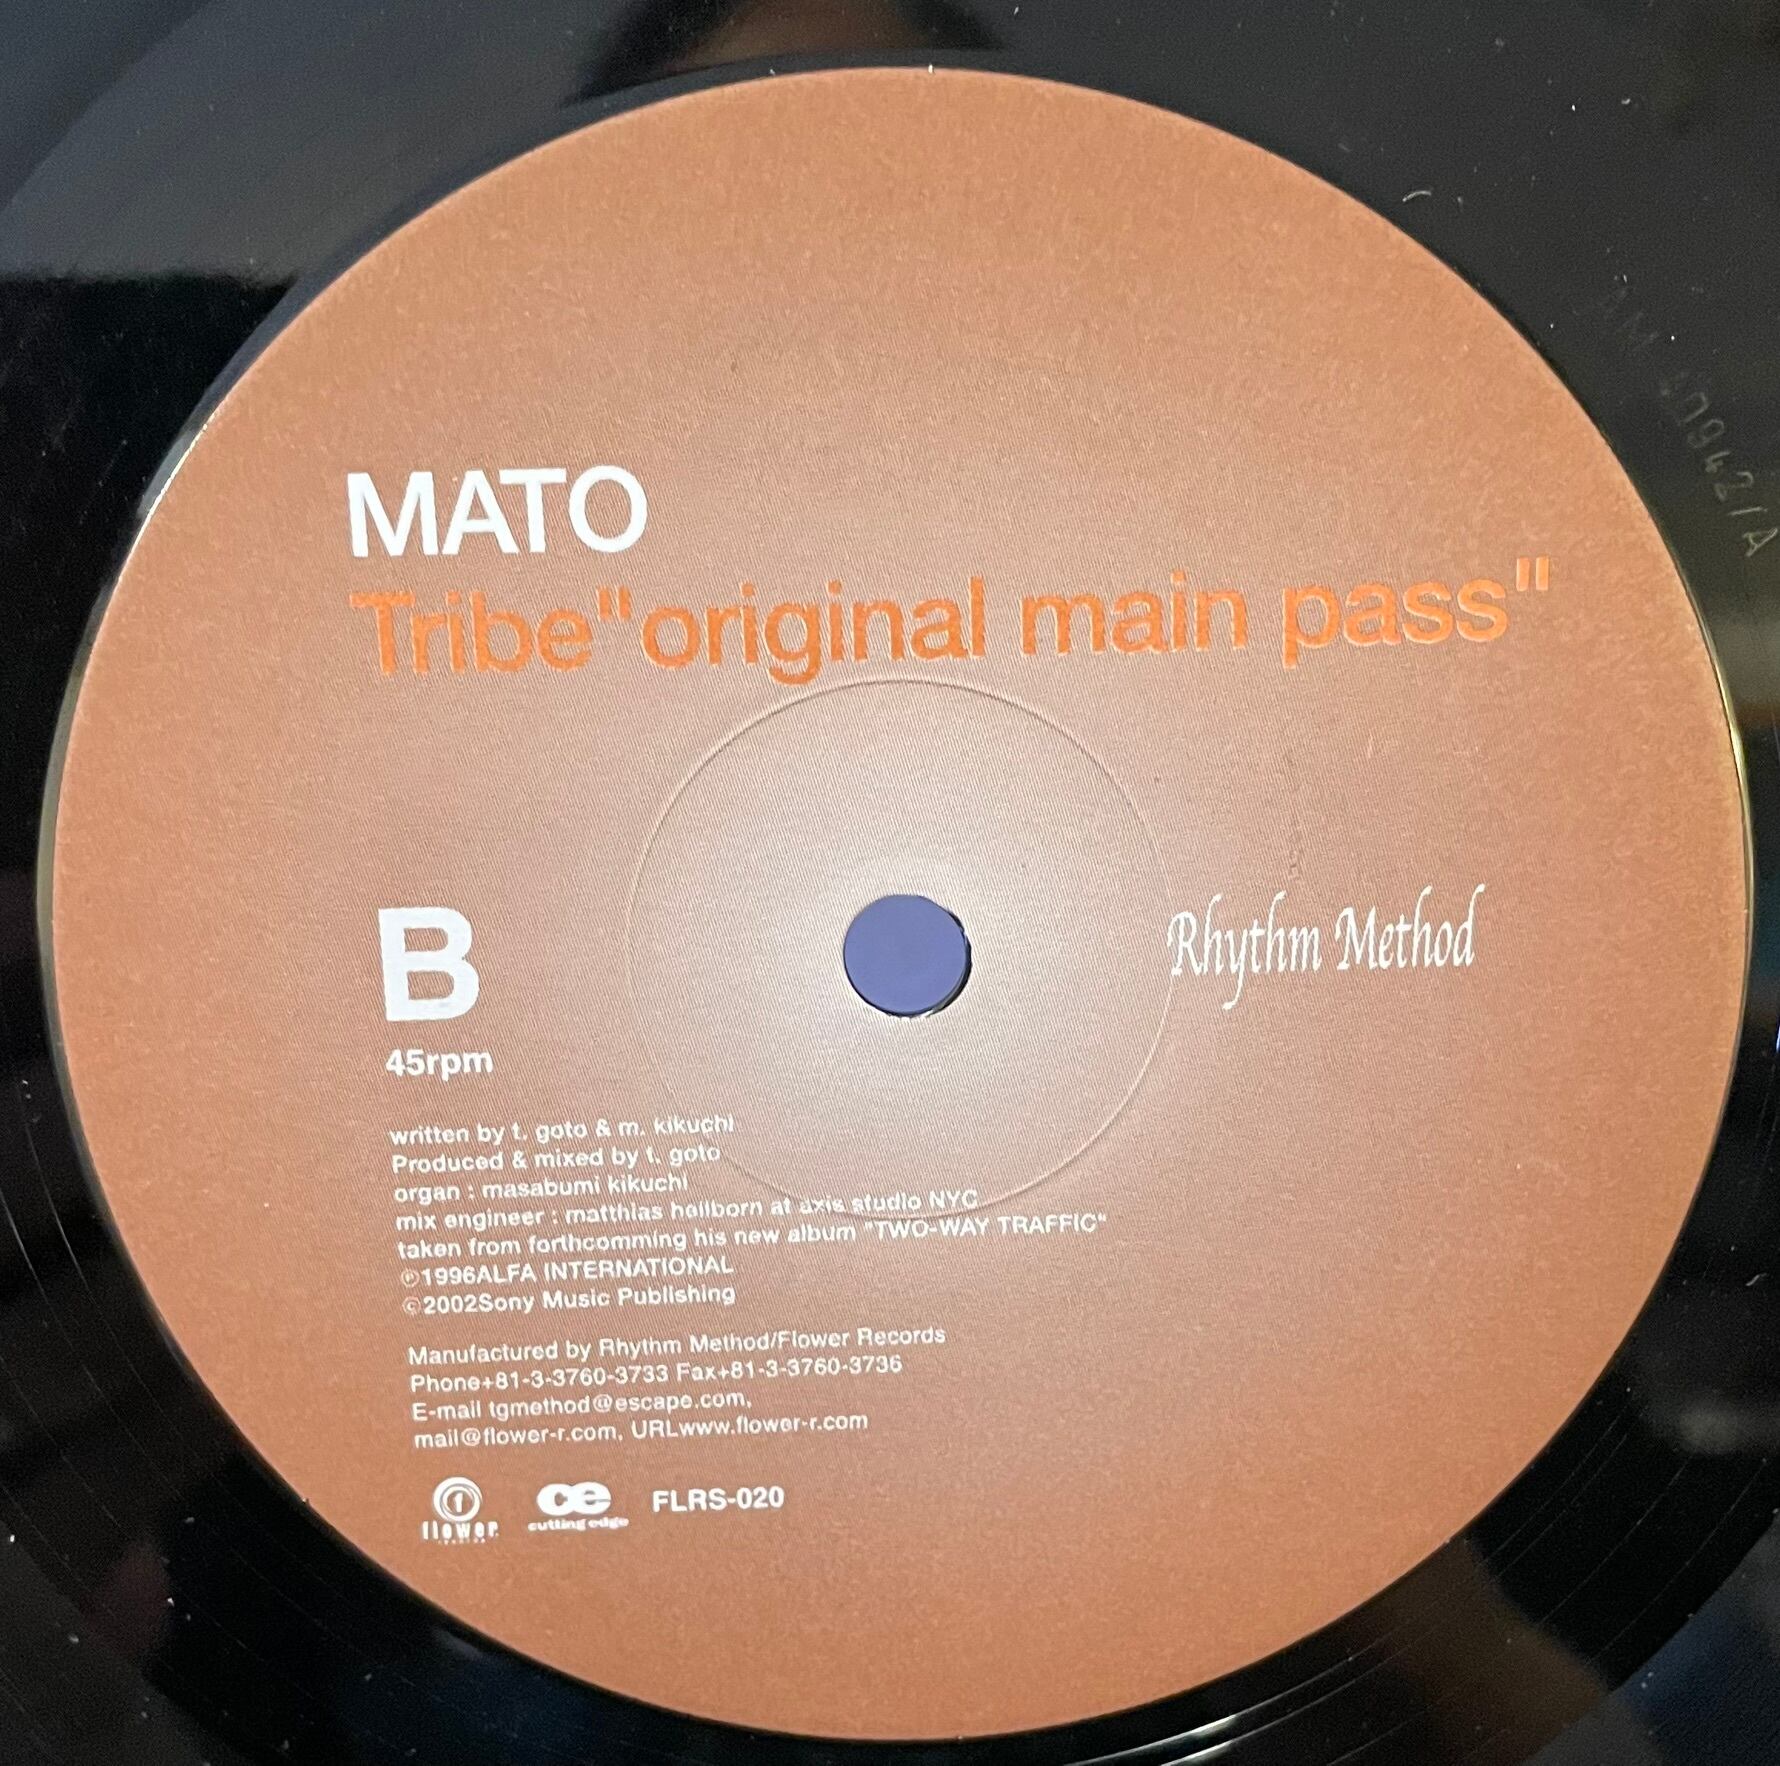 MATO
Tribe"original main pass"
B
Rhythm Method
45rpm
written by t. goto & m. kikuchi
Produced & mixed by t. goto
organ : masabumi kikuchi
mix engineer : matthias heilborn at axis studio NYC
taken from forthcomming his new album "TWO-WAY TRAFFIC"
℗1996ALFA INTERNATIONAL
©2002Sony Music Publishing
Manufactured by Rhythm Method/Flower Records
Phone+81-3-3760-3733 Fax+81-3-3760-3736
E-mail tgmethod@escape.com,
mail@flower-r.com, URLwww.flower-r.com
flower
ce
cutting edge
FLRS-020